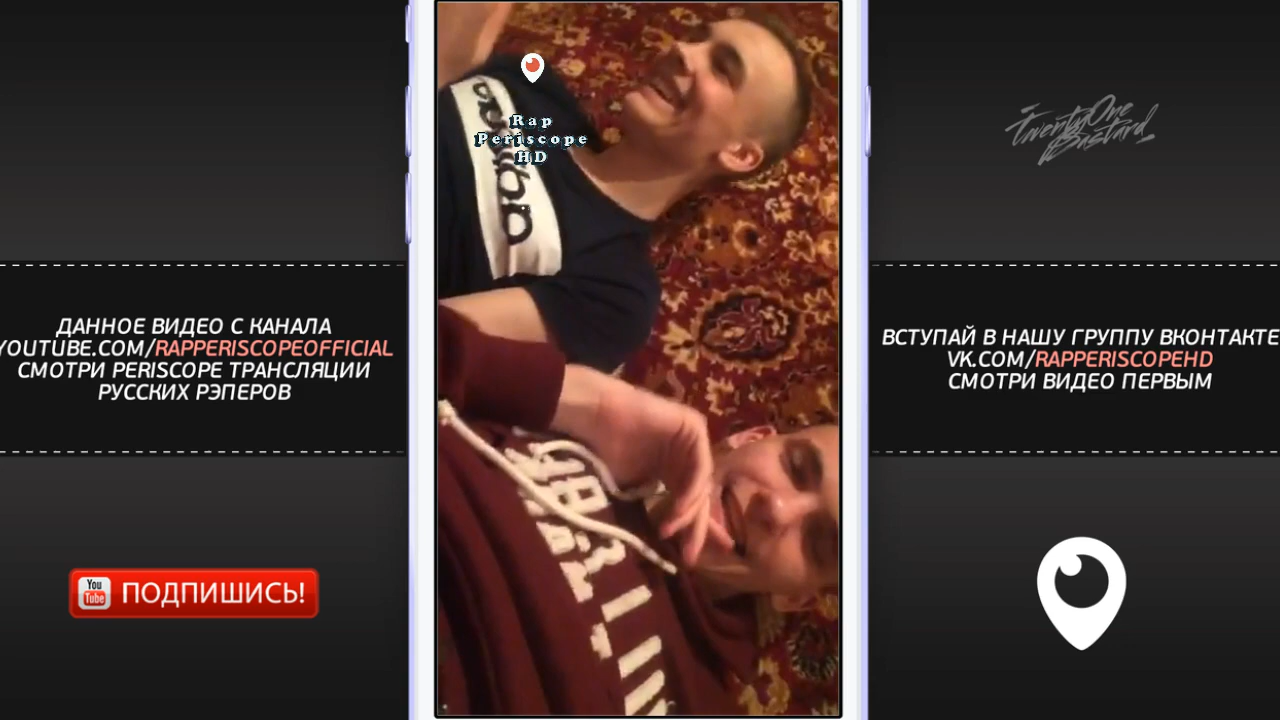 Rap
Periscope
HD
adidas
TwentyOne
Bastard
ДАННОЕ ВИДЕО С КАНАЛА
YOUTUBE.COM/RAPPERISCOPEOFFICIAL
СМОТРИ PERISCOPE ТРАНСЛЯЦИИ
РУССКИХ РЭПЕРОВ
ВСТУПАЙ В НАШУ ГРУППУ ВКОНТАКТЕ
VK.COM/RAPPERISCOPEHD
СМОТРИ ВИДЕО ПЕРВЫМ
You
Tube
ПОДПИШИСЬ!